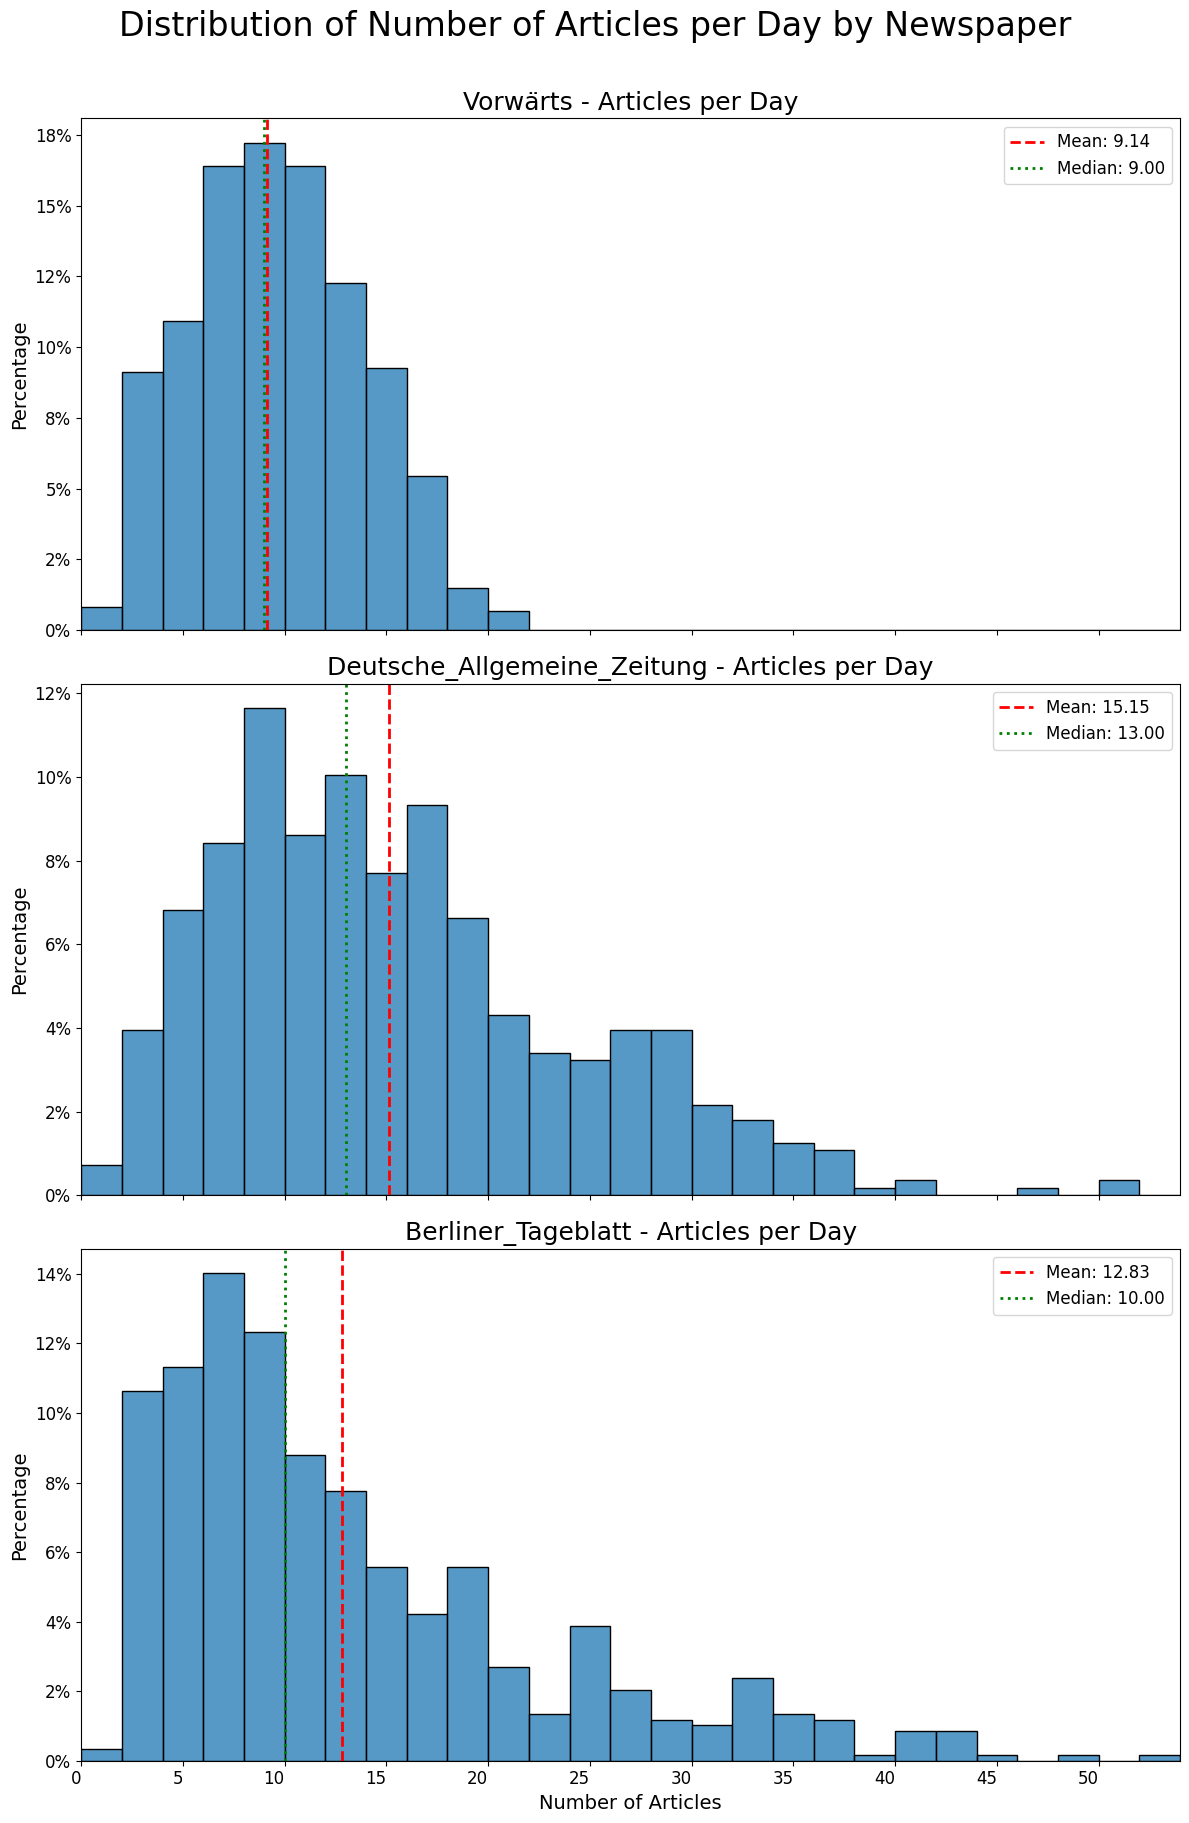 Distribution of Number of Articles per Day by Newspaper
Vorwärts - Articles per Day
18%
15%
12%
10%
8%
5%
2%
0%
Percentage
Mean: 9.14
Median: 9.00
Deutsche_Allgemeine_Zeitung - Articles per Day
12%
10%
8%
6%
4%
2%
0%
Percentage
Mean: 15.15
Median: 13.00
Berliner_Tageblatt - Articles per Day
14%
12%
10%
8%
6%
4%
2%
0%
Percentage
Mean: 12.83
Median: 10.00
0 5 10 15 20 25 30 35 40 45 50
Number of Articles